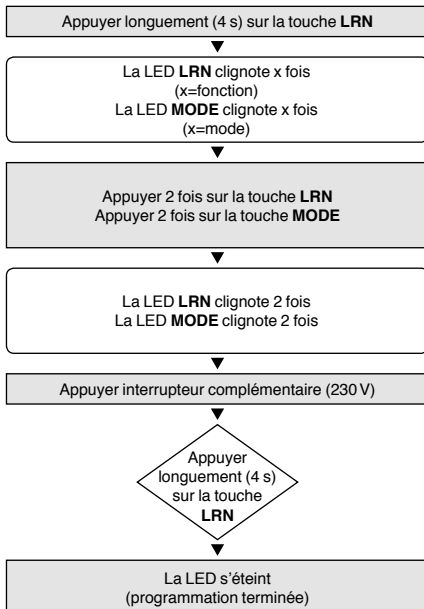 Appuyer longuement (4 s) sur la touche LRN
La LED LRN clignote x fois
(x=fonction)
La LED MODE clignote x fois
(x=mode)
Appuyer 2 fois sur la touche LRN
Appuyer 2 fois sur la touche MODE
La LED LRN clignote 2 fois
La LED MODE clignote 2 fois
Appuyer interrupteur complémentaire (230 V)
Appuyer
longuement (4 s)
sur la touche
LRN
La LED s'éteint
(programmation terminée)